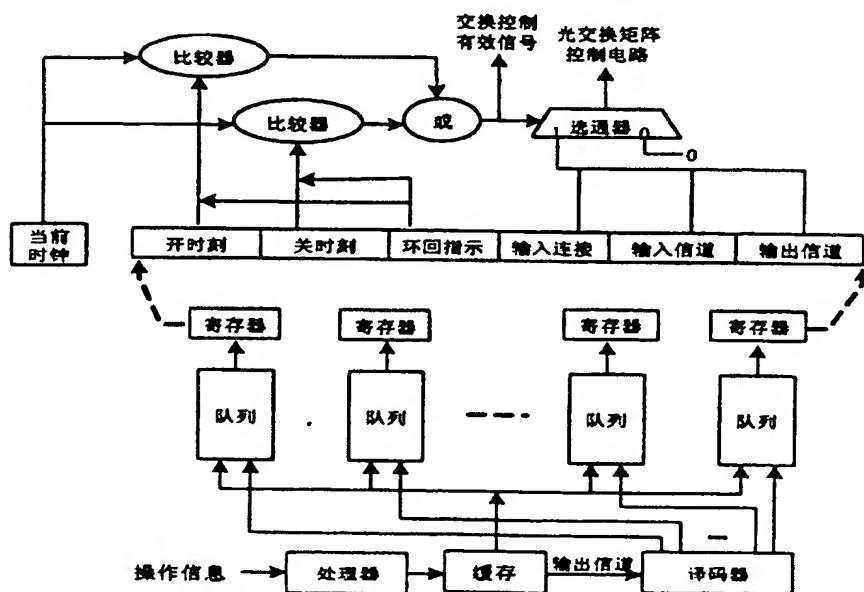 交换控制
有效信号
光交换矩阵
控制电路
比较器
比较器
或
选通器
1
0
0
当前
时钟
开时刻
关时刻
环回指示
输入连接
输入信道
输出信道
寄存器
寄存器
寄存器
寄存器
队列
队列
队列
队列
操作信息
处理器
缓存
输出信道
译码器